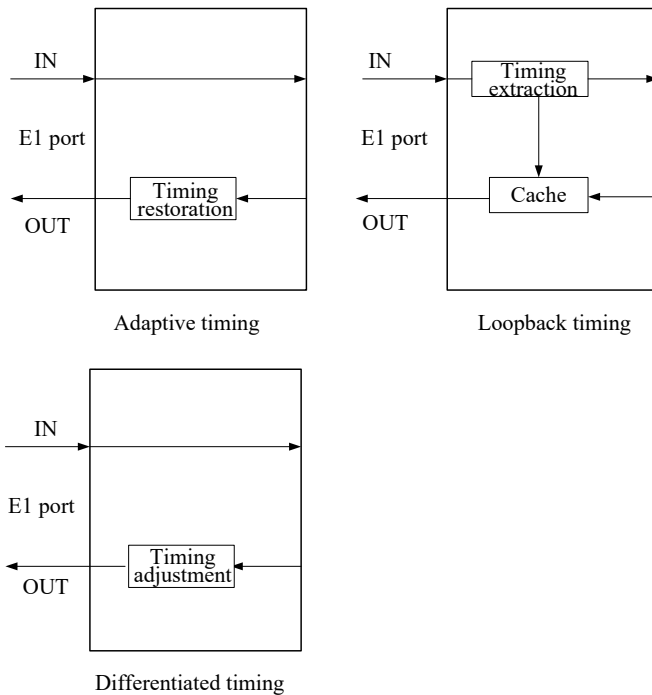 IN
E1 port
Timing
restoration
OUT
Adaptive timing
IN
Timing
extraction
E1 port
Cache
OUT
Loopback timing
IN
E1 port
Timing
adjustment
OUT
Differentiated timing